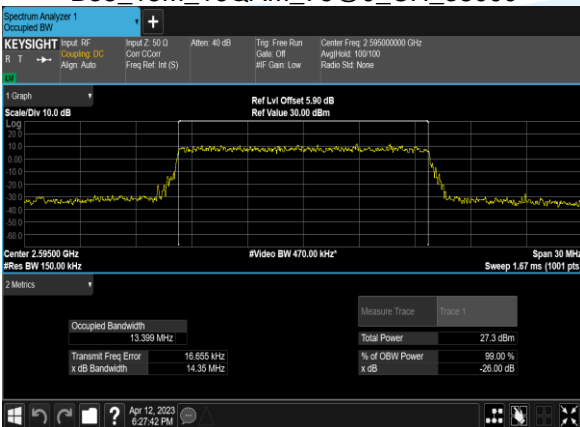 Spectrum Analyzer 1
Occupied BW
+
KEYSIGHT Input: RF Input Z: 50 Ω Atten: 40 dB Trig: Free Run Center Freq: 2.595000000 GHz
R T Coupling: DC Corr CCorr Gate: Off Avg|Hold: 100/100
Align: Auto Freq Ref: Int (S) #IF Gain: Low Radio Std: None
1 Graph
Ref Lvl Offset 5.90 dB
Scale/Div 10.0 dB Ref Value 30.00 dBm
Log
20.0
10.0
0.00
-10.0
-20.0
-30.0
-40.0
-50.0
-60.0
Center 2.59500 GHz #Video BW 470.00 kHz* Span 30 MHz
#Res BW 150.00 kHz Sweep 1.67 ms (1001 pts
2 Metrics
Measure Trace Trace 1
Occupied Bandwidth
13.399 MHz Total Power 27.3 dBm
Transmit Freq Error 16.655 kHz % of OBW Power 99.00 %
x dB Bandwidth 14.35 MHz x dB -26.00 dB
? Apr 12, 2023
6:27:42 PM